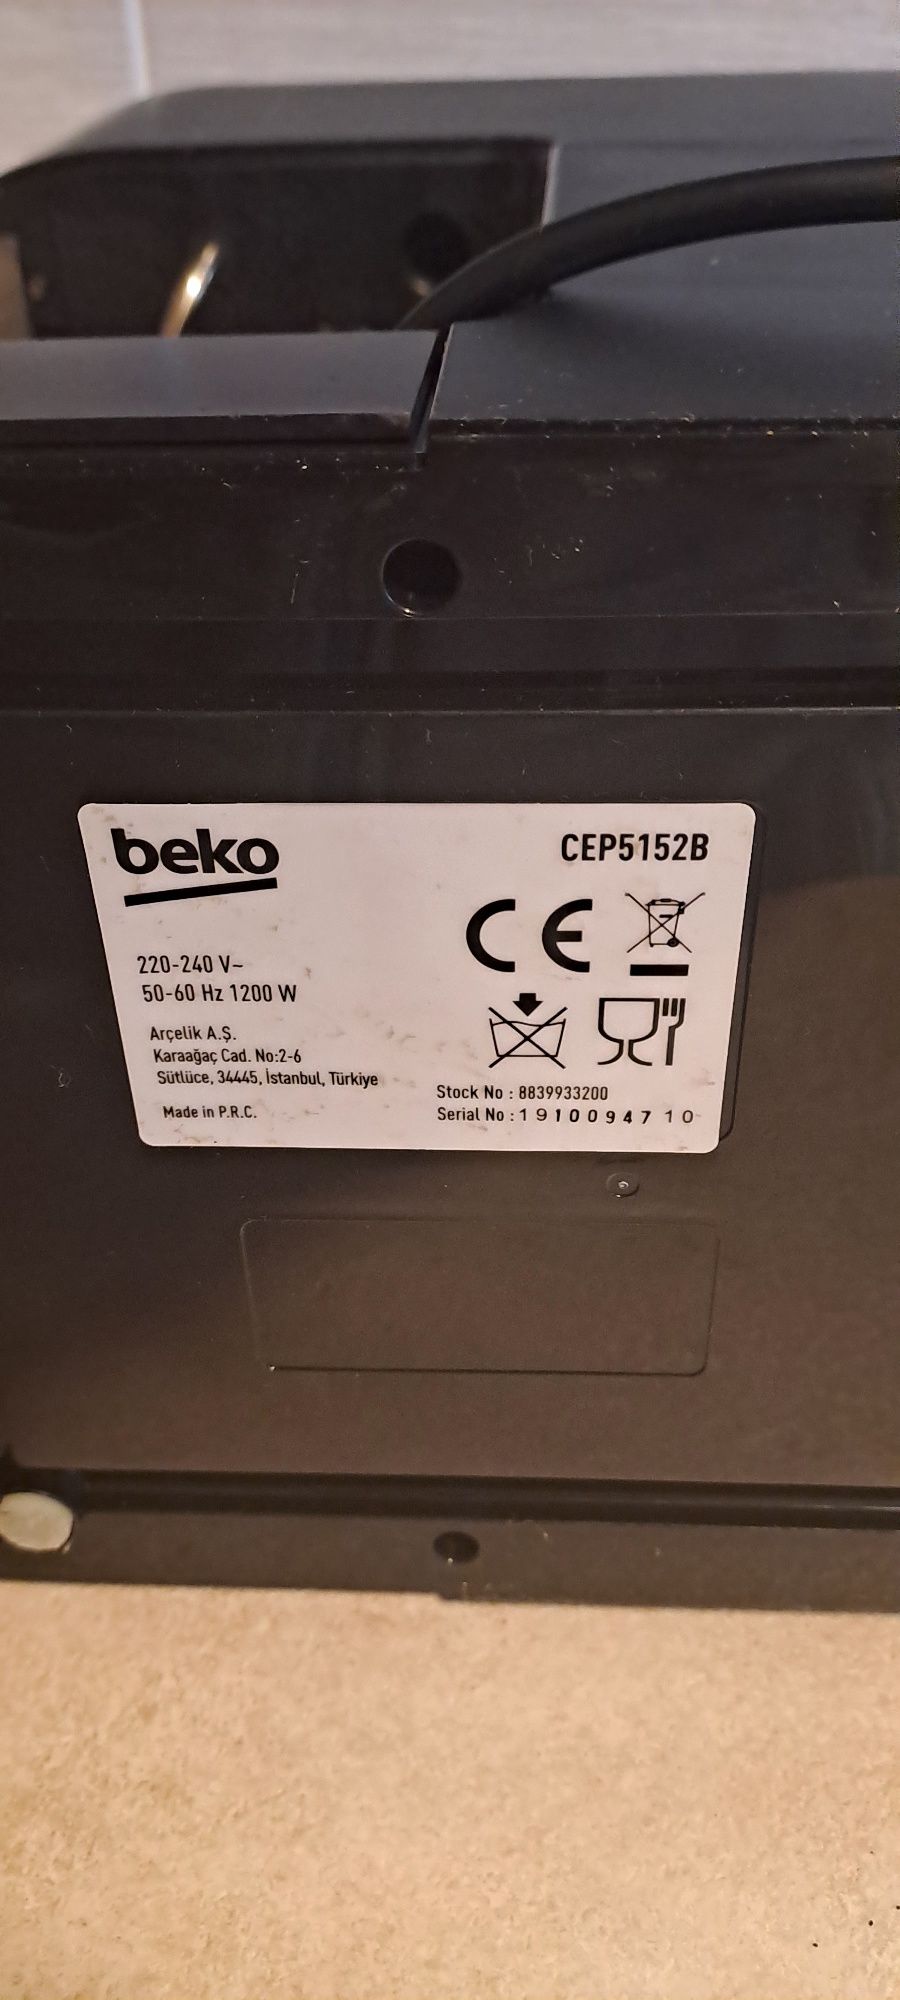 beko
CEP5152B
CE
220-240 V~
50-60 Hz 1200 W
Arçelik A.Ş.
Karaağaç Cad. No:2-6
Sütlüce, 34445, İstanbul, Türkiye
Made in P.R.C.
Stock No : 8839933200
Serial No : 1910094710